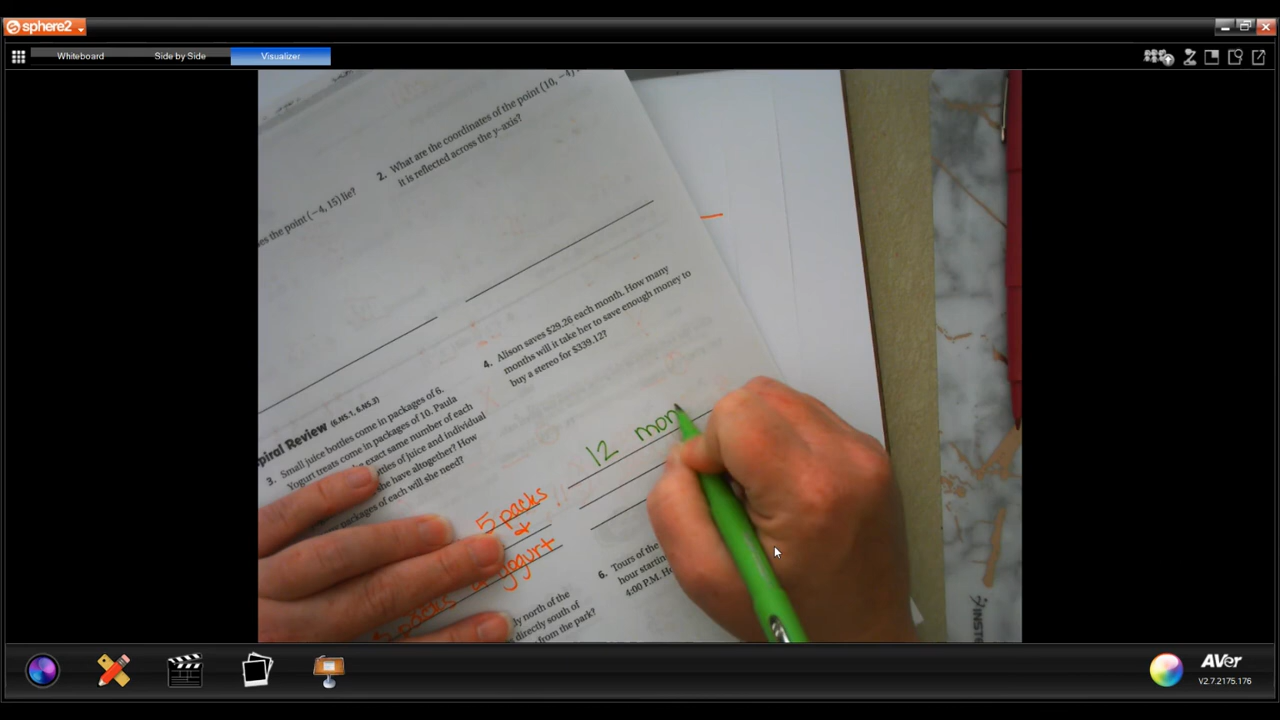 sphere2
Whiteboard
Side by Side
Visualizer
2. What are the coordinates of the point (10, −4)
it is reflected across the y-axis?
the point (−4, 15) lie?
4. Alison saves $29.26 each month. How many
months will it take her to save enough money to
buy a stereo for $339.12?
12 mon
piral Review (6.NS.1, 6.NS.3)
3. Small juice bottles come in packages of 6.
Yogurt treats come in packages of 10. Paula
exact same number of each
of juice and individual
she have altogether? How
packages of each will she need?
5 packs
+
yogurt
packs
6. Tours of the
hour startin
4:00 P.M. H
ly north of the
directly south of
from the park?
INSTE
AVer
V2.7.2175.176